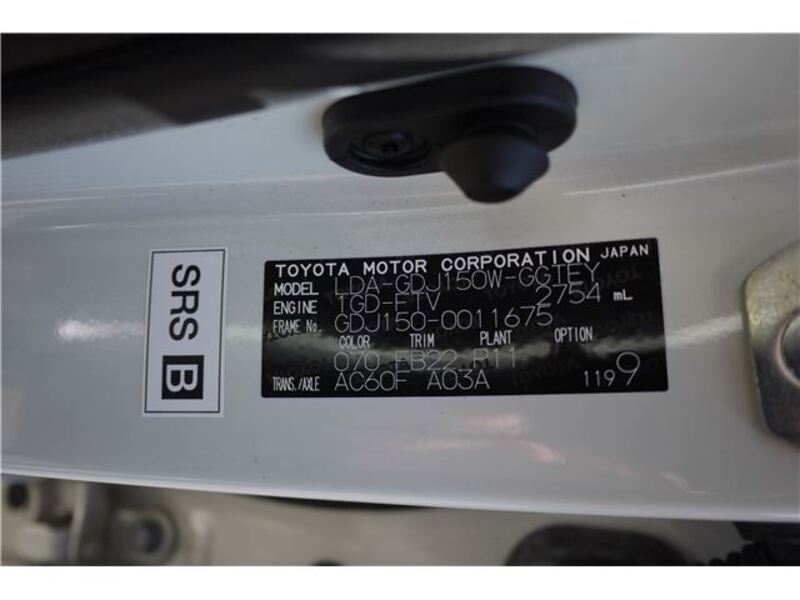 SRS B
TOYOTA MOTOR CORPORATION JAPAN
MODEL LDA-GDJ150W-GGTEY
ENGINE 1GD-FTV 2754 mL
FRAME No. GDJ150-0011675
COLOR TRIM PLANT OPTION
070 FB22 R11
TRANS./AXLE AC60F A03A 1199